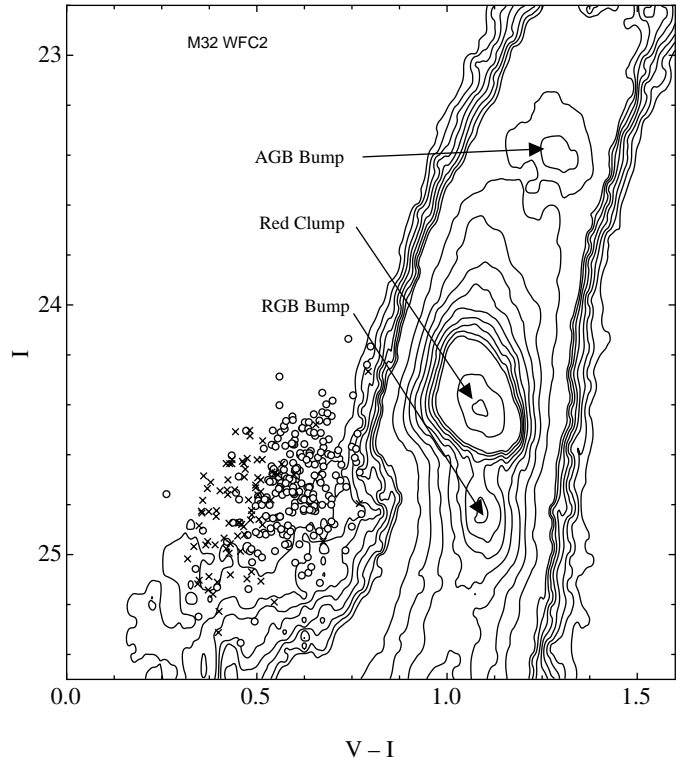 M32 WFC2
23
AGB Bump
Red Clump
24
RGB Bump
I
25
0.0 0.5 1.0 1.5
V – I